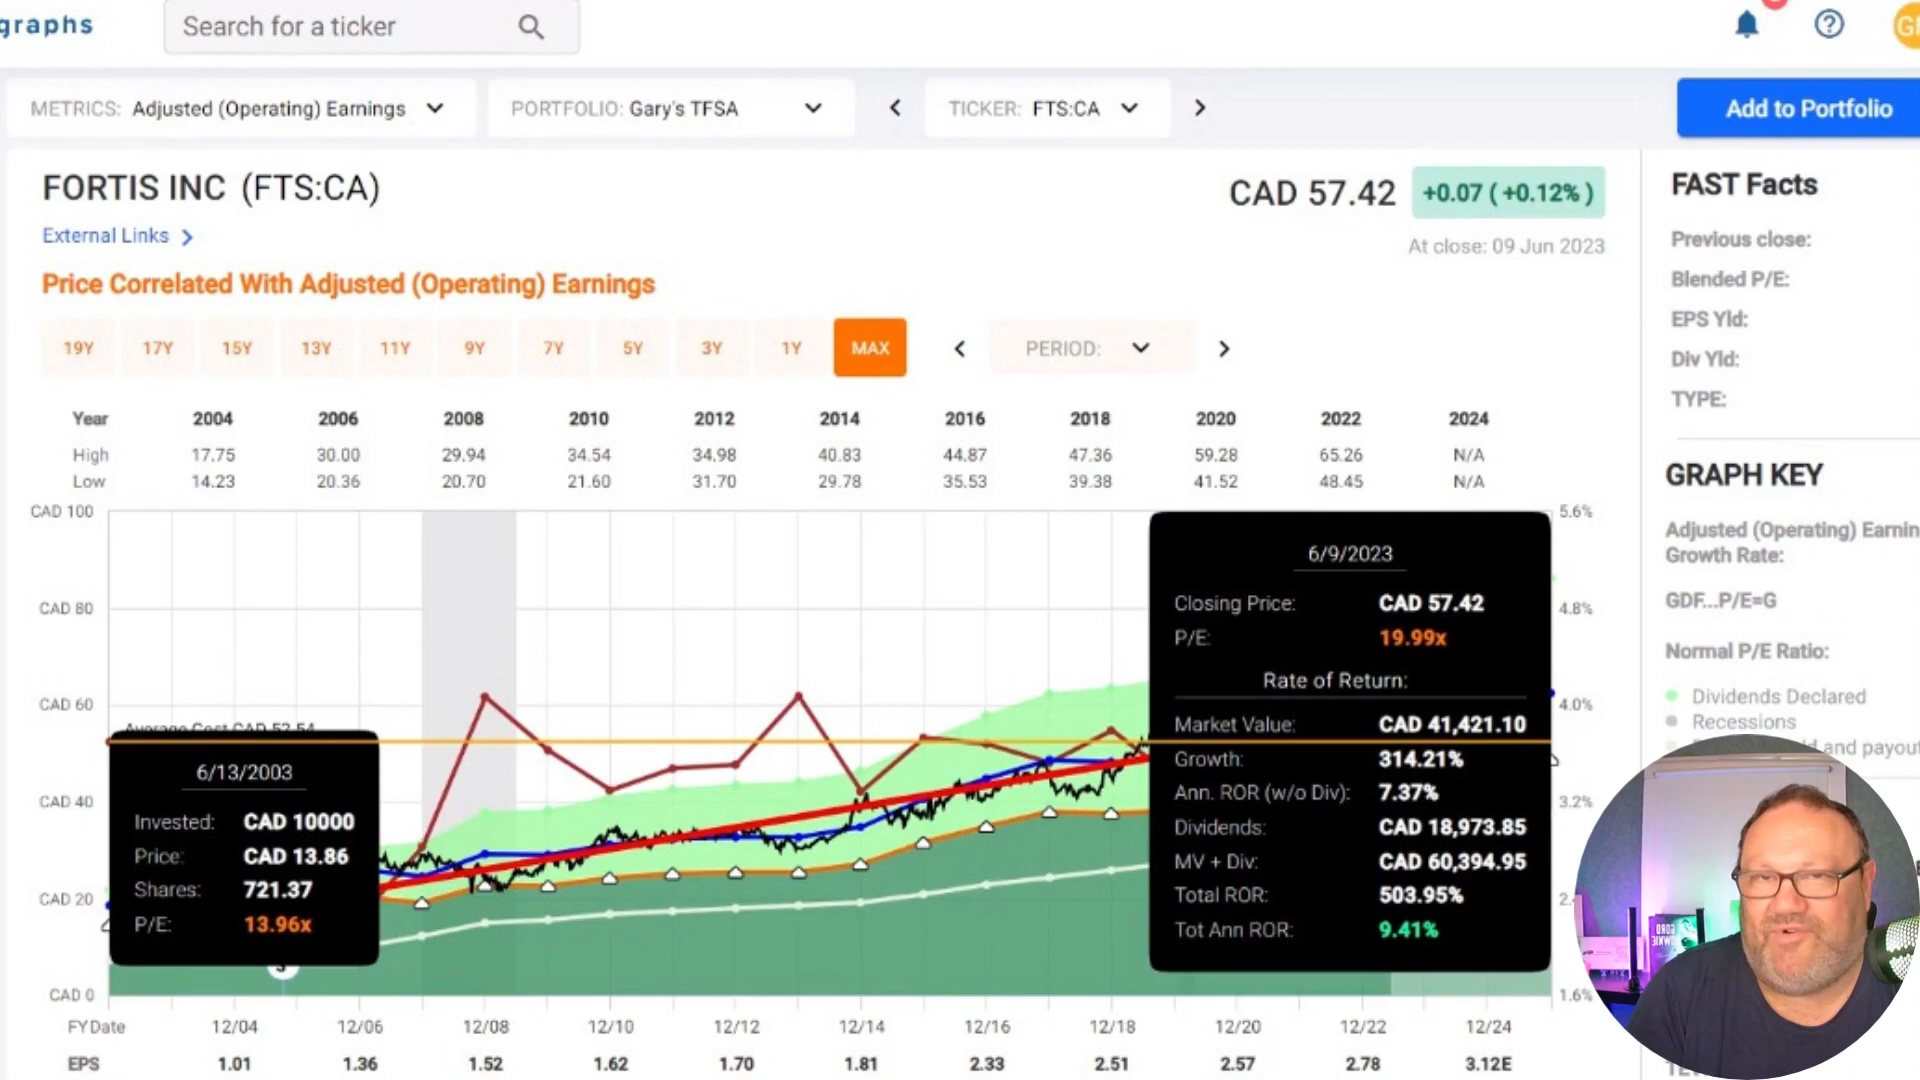 graphs
Search for a ticker
METRICS: Adjusted (Operating) Earnings
PORTFOLIO: Gary's TFSA
TICKER: FTS:CA
Add to Portfolio
FORTIS INC (FTS:CA)
CAD 57.42
+0.07 ( +0.12% )
External Links
At close: 09 Jun 2023
Price Correlated With Adjusted (Operating) Earnings
19Y 17Y 15Y 13Y 11Y 9Y 7Y 5Y 3Y 1Y MAX
PERIOD:
Year 2004 2006 2008 2010 2012 2014 2016 2018 2020 2022 2024
High 17.75 30.00 29.94 34.54 34.98 40.83 44.87 47.36 59.28 65.26 N/A
Low 14.23 20.36 20.70 21.60 31.70 29.78 35.53 39.38 41.52 48.45 N/A
CAD 100
CAD 80
CAD 60
CAD 40
CAD 20
CAD 0
5.6%
4.8%
4.0%
3.2%
2.
1.6%
Average Cost CAD 52.54
6/13/2003
Invested: CAD 10000
Price: CAD 13.86
Shares: 721.37
P/E: 13.96x
6/9/2023
Closing Price: CAD 57.42
P/E: 19.99x
Rate of Return:
Market Value: CAD 41,421.10
Growth: 314.21%
Ann. ROR (w/o Div): 7.37%
Dividends: CAD 18,973.85
MV + Div: CAD 60,394.95
Total ROR: 503.95%
Tot Ann ROR: 9.41%
FY Date 12/04 12/06 12/08 12/10 12/12 12/14 12/16 12/18 12/20 12/22 12/24
EPS 1.01 1.36 1.52 1.62 1.70 1.81 2.33 2.51 2.57 2.78 3.12E
FAST Facts
Previous close:
Blended P/E:
EPS Yld:
Div Yld:
TYPE:
GRAPH KEY
Adjusted (Operating) Earnin
Growth Rate:
GDF...P/E=G
Normal P/E Ratio:
Dividends Declared
Recessions
and payou